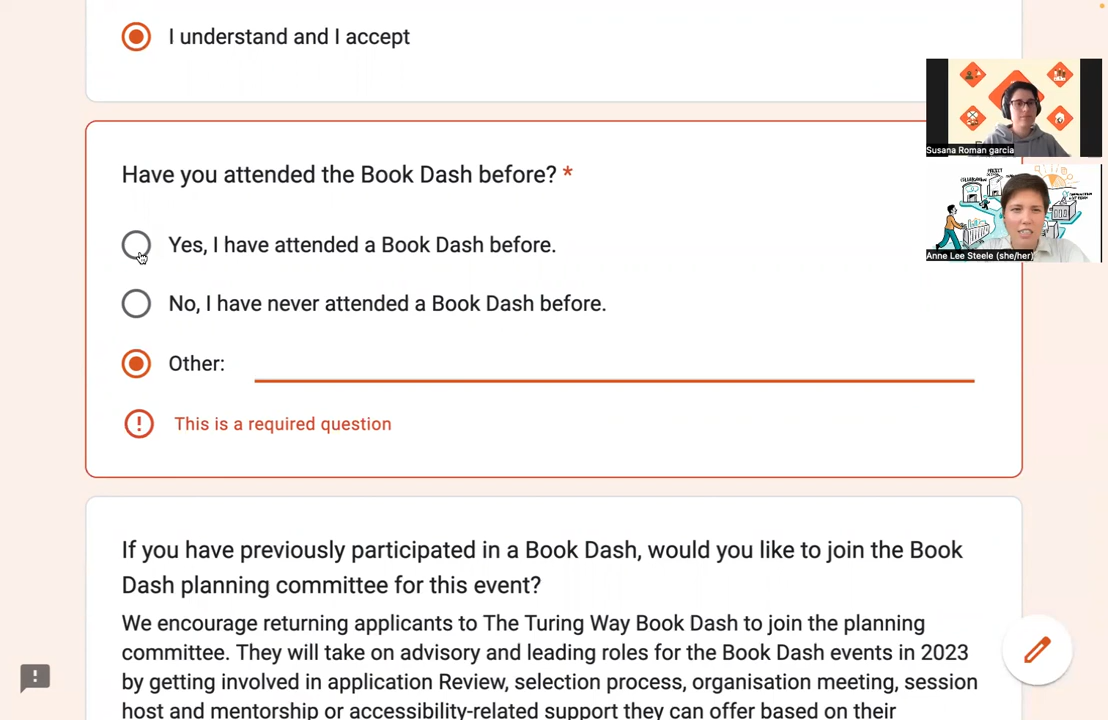 I understand and I accept
Have you attended the Book Dash before? *
Yes, I have attended a Book Dash before.
No, I have never attended a Book Dash before.
Other:
This is a required question
If you have previously participated in a Book Dash, would you like to join the Book
Dash planning committee for this event?
We encourage returning applicants to The Turing Way Book Dash to join the planning
committee. They will take on advisory and leading roles for the Book Dash events in 2023
by getting involved in application Review, selection process, organisation meeting, session
host and mentorship or accessibility-related support they can offer based on their
Susana Roman garcia
Anne Lee Steele (she/her)